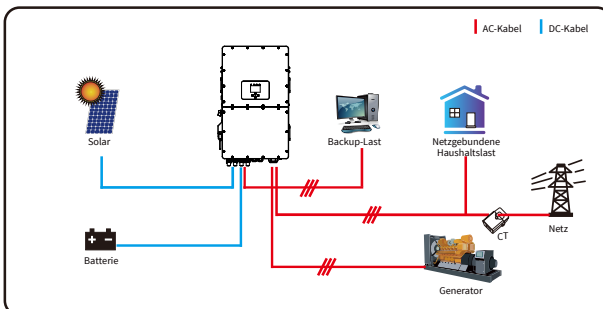 AC-Kabel
DC-Kabel
Solar
Backup-Last
Netzgebundene
Haushaltslast
CT
Netz
Batterie
Generator